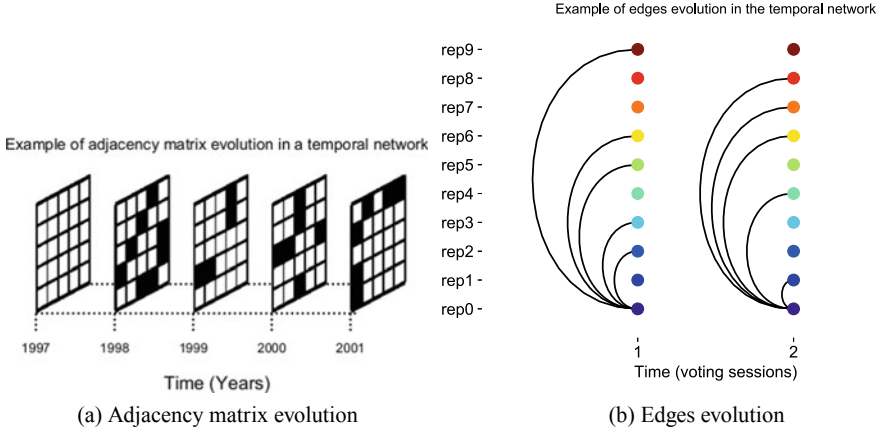 Example of adjacency matrix evolution in a temporal network
1997
1998
1999
2000
2001
Time (Years)
(a) Adjacency matrix evolution
Example of edges evolution in the temporal network
rep9
rep8
rep7
rep6
rep5
rep4
rep3
rep2
rep1
rep0
1
2
Time (voting sessions)
(b) Edges evolution